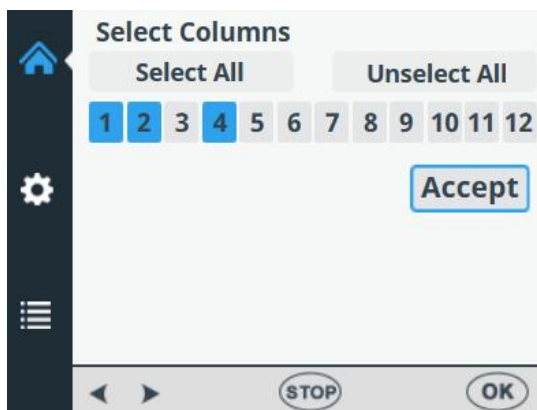 Select Columns
Select All Unselect All
1 2 3 4 5 6 7 8 9 10 11 12
Accept
STOP OK